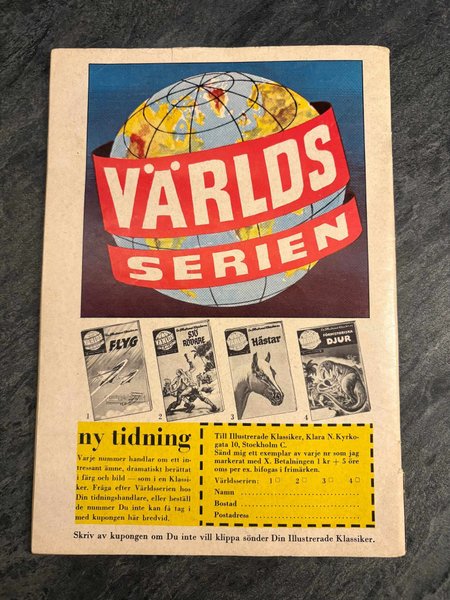 VÄRLDS
SERIEN
FLYG
SJÖ
RÖVARE
Hästar
FÖRHISTORISKA
DJUR
1
2
3
4
ny tidning
Varje nummer handlar om ett in-
tressant ämne, dramatiskt berättat
i färg och bild — som i en Klassi-
ker. Fråga efter Världsserien hos
Din tidningshandlare, eller beställ
de nummer Du inte kan få tag i
med kupongen här bredvid.
Till Illustrerade Klassiker, Klara N. Kyrko-
gata 10, Stockholm C.
Sänd mig ett exemplar av varje nr som jag
markerat med X. Betalningen 1 kr + 5 öre
oms per ex. bifogas i frimärken.
Världsserien: 1 2 3 4
Namn
Bostad
Postadress
Skriv av kupongen om Du inte vill klippa sönder Din Illustrerade Klassiker.